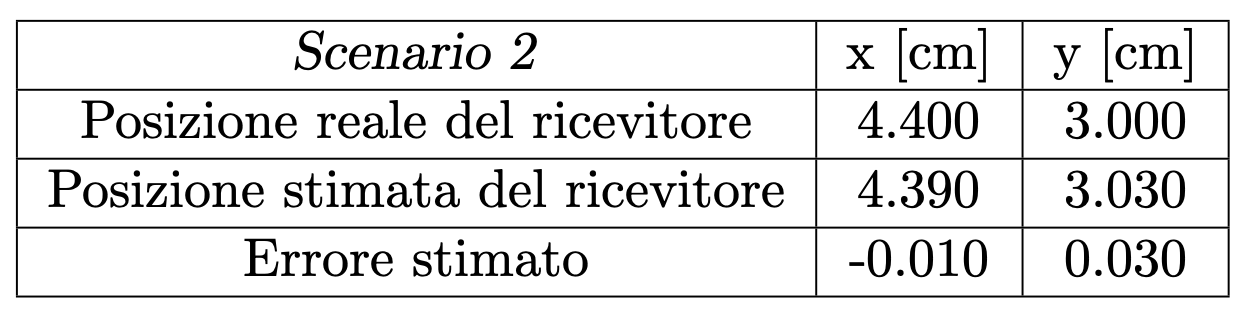 Scenario 2 x [cm] y [cm]
Posizione reale del ricevitore 4.400 3.000
Posizione stimata del ricevitore 4.390 3.030
Errore stimato -0.010 0.030